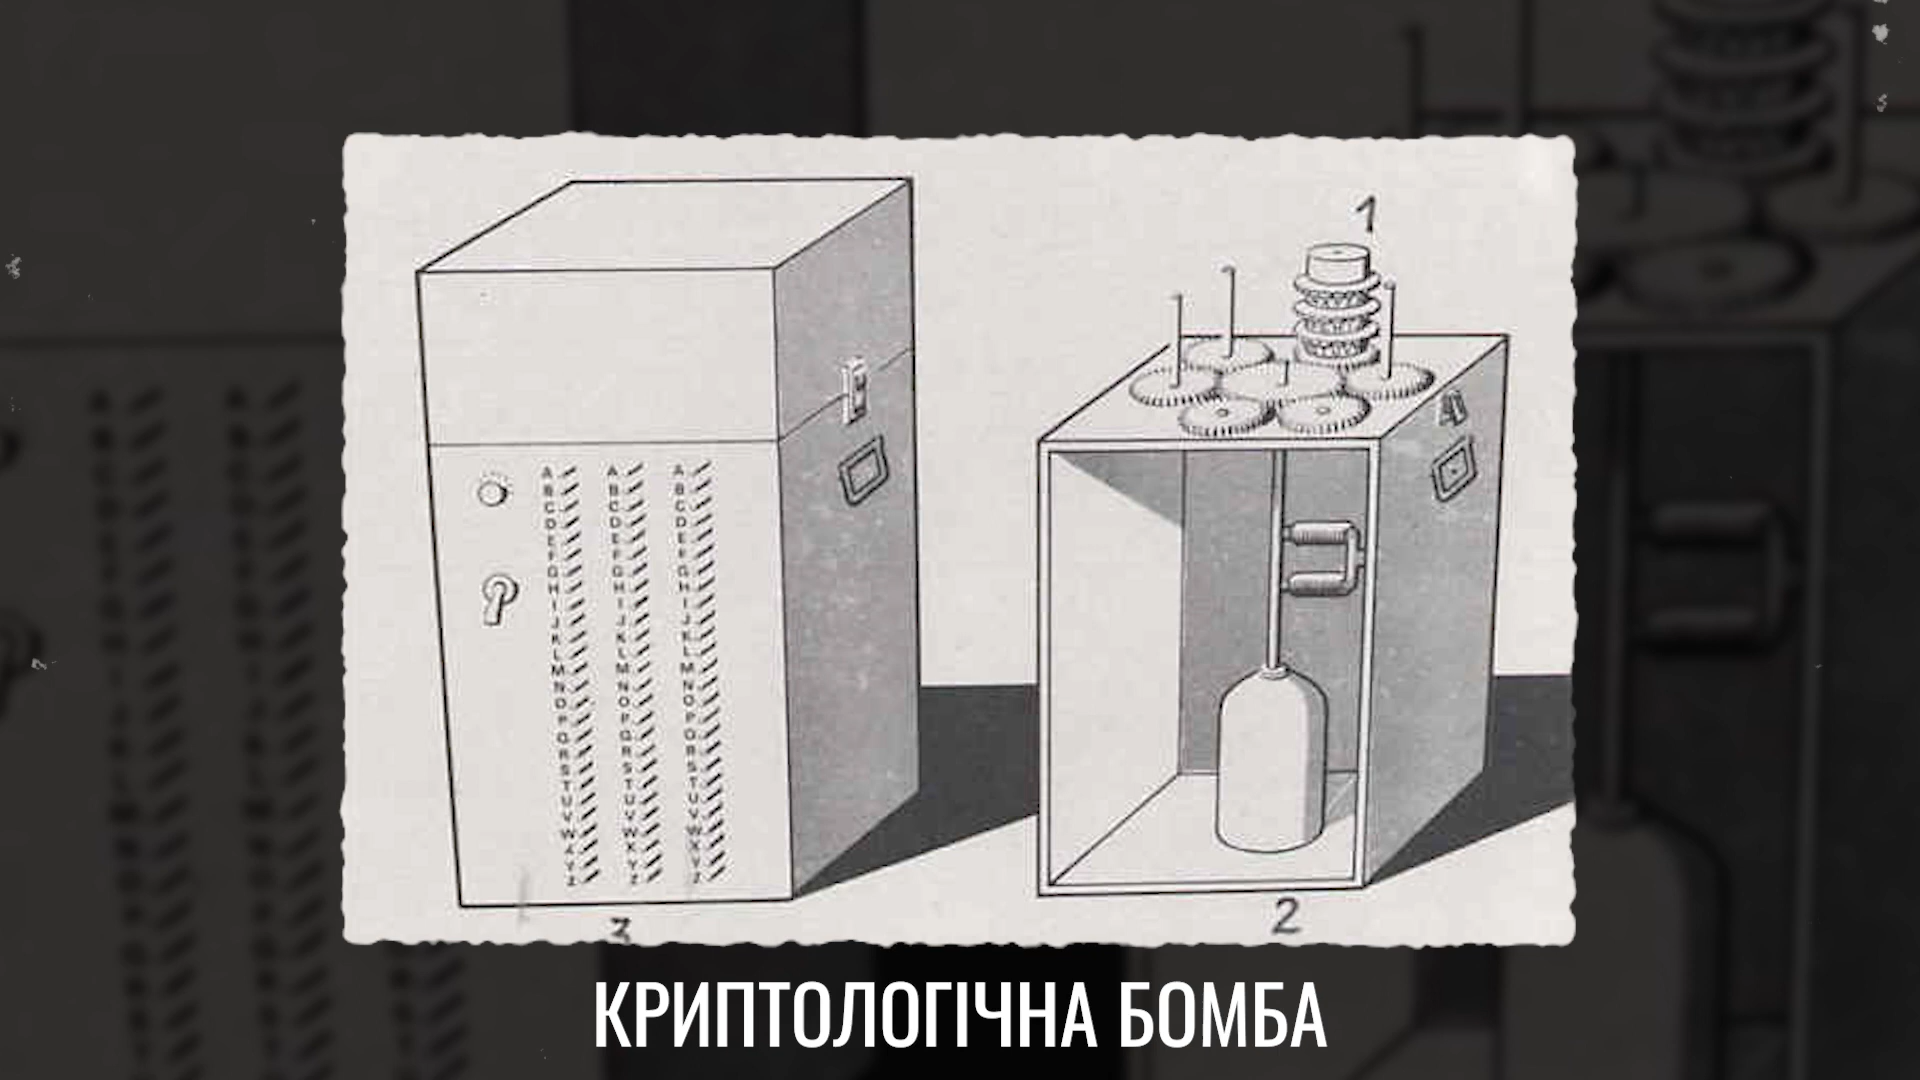 1
A A A
B B B
C C C
D D D
E E E
F F F
G G G
H H H
I I I
J J J
K K K
L L L
M M M
N N N
O O O
P P P
Q Q Q
R R R
S S S
T T T
U U U
V V V
W W W
X X X
Y Y Y
Z Z Z
3 2
КРИПТОЛОГІЧНА БОМБА